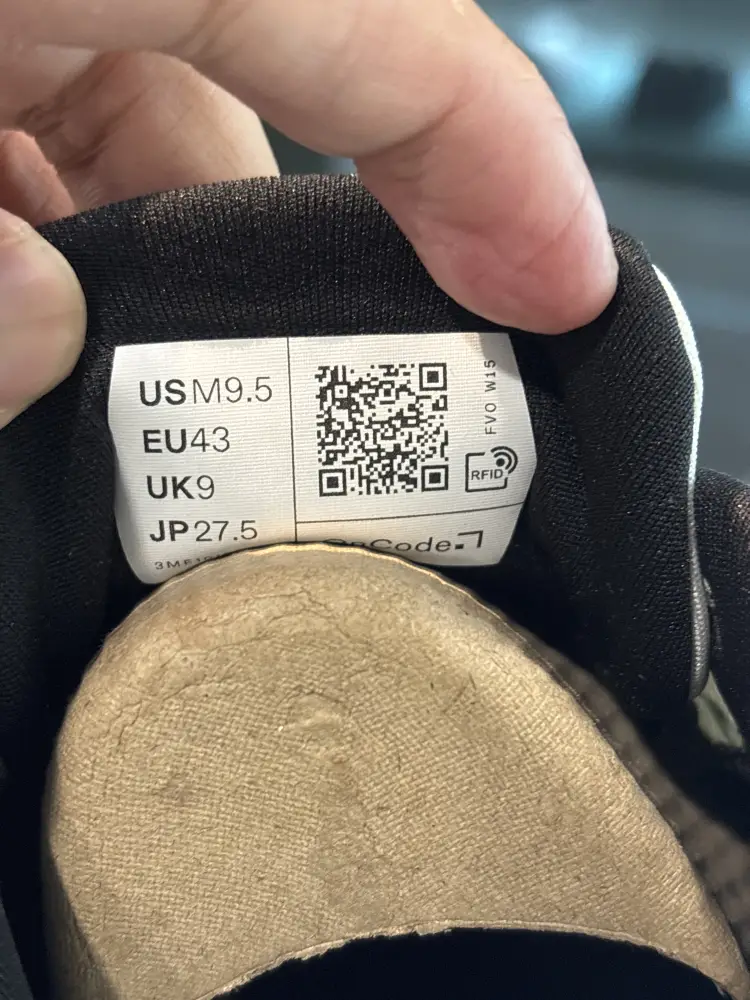 US M9.5
EU 43
UK 9
JP 27.5
FVO W15
RFID